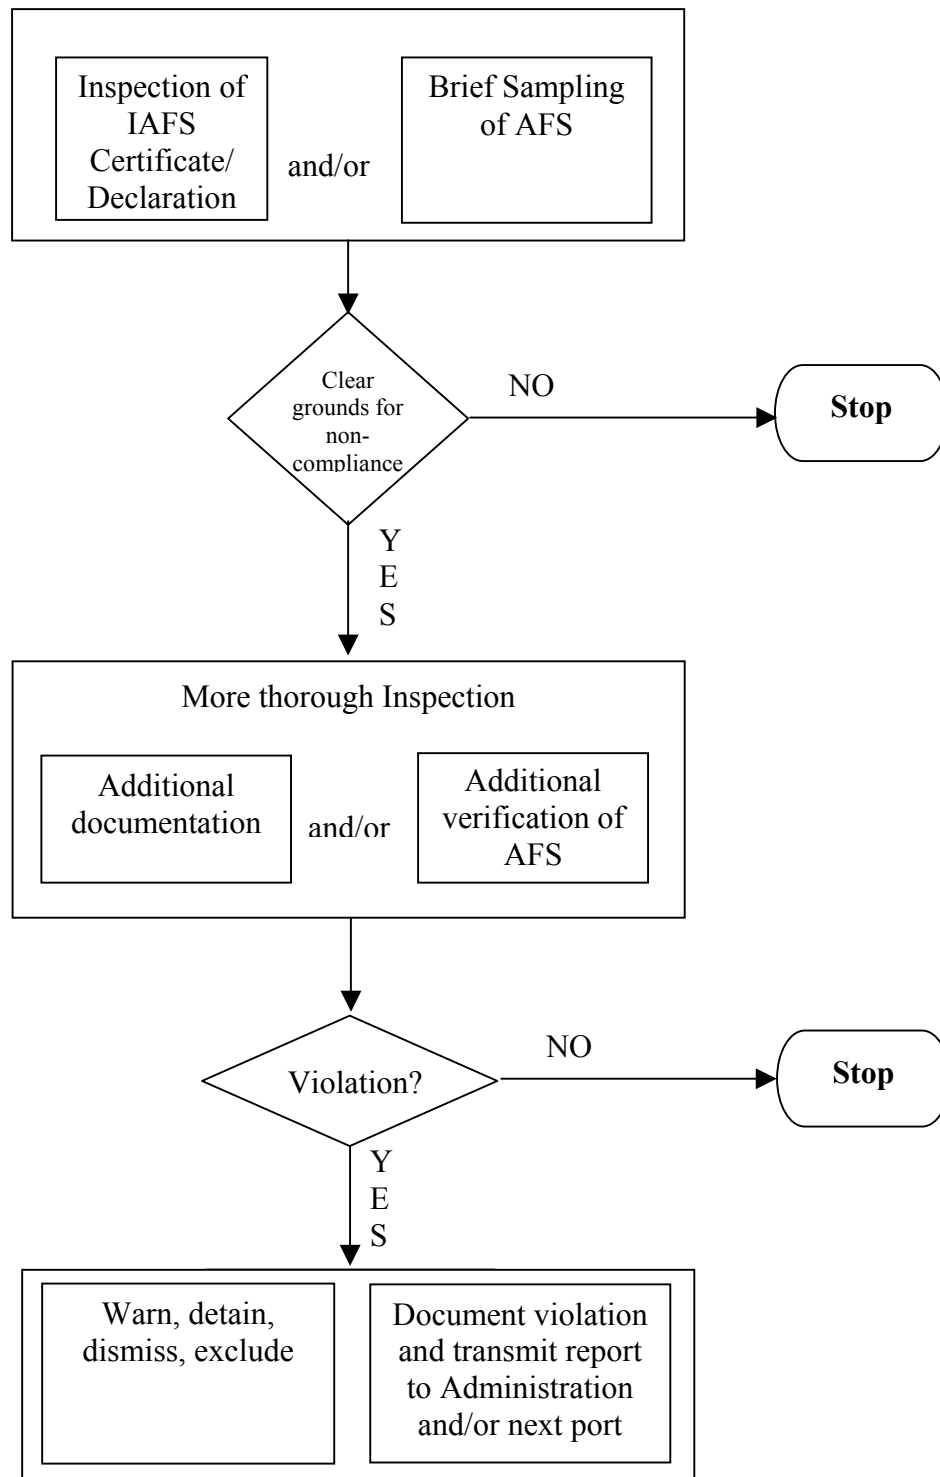 Inspection of
IAFS
Certificate/
Declaration
and/or
Brief Sampling
of AFS
Clear
grounds for
non-
compliance
NO
Stop
Y
E
S
More thorough Inspection
Additional
documentation
and/or
Additional
verification of
AFS
Violation?
NO
Stop
Y
E
S
Warn, detain,
dismiss, exclude
Document violation
and transmit report
to Administration
and/or next port